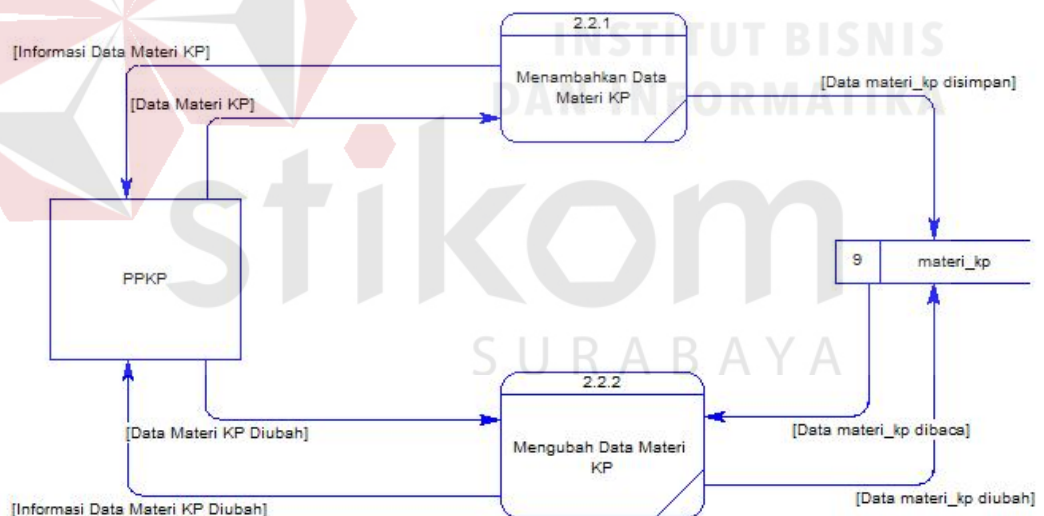 INSTITUT BISNIS
DAN INFORMATIKA
stikom
SURABAYA
2.2.1
Menambahkan Data
Materi KP
[Informasi Data Materi KP]
[Data Materi KP]
[Data materi_kp disimpan]
PPKP
9
materi_kp
2.2.2
Mengubah Data Materi
KP
[Data Materi KP Diubah]
[Data materi_kp dibaca]
[Informasi Data Materi KP Diubah]
[Data materi_kp diubah]